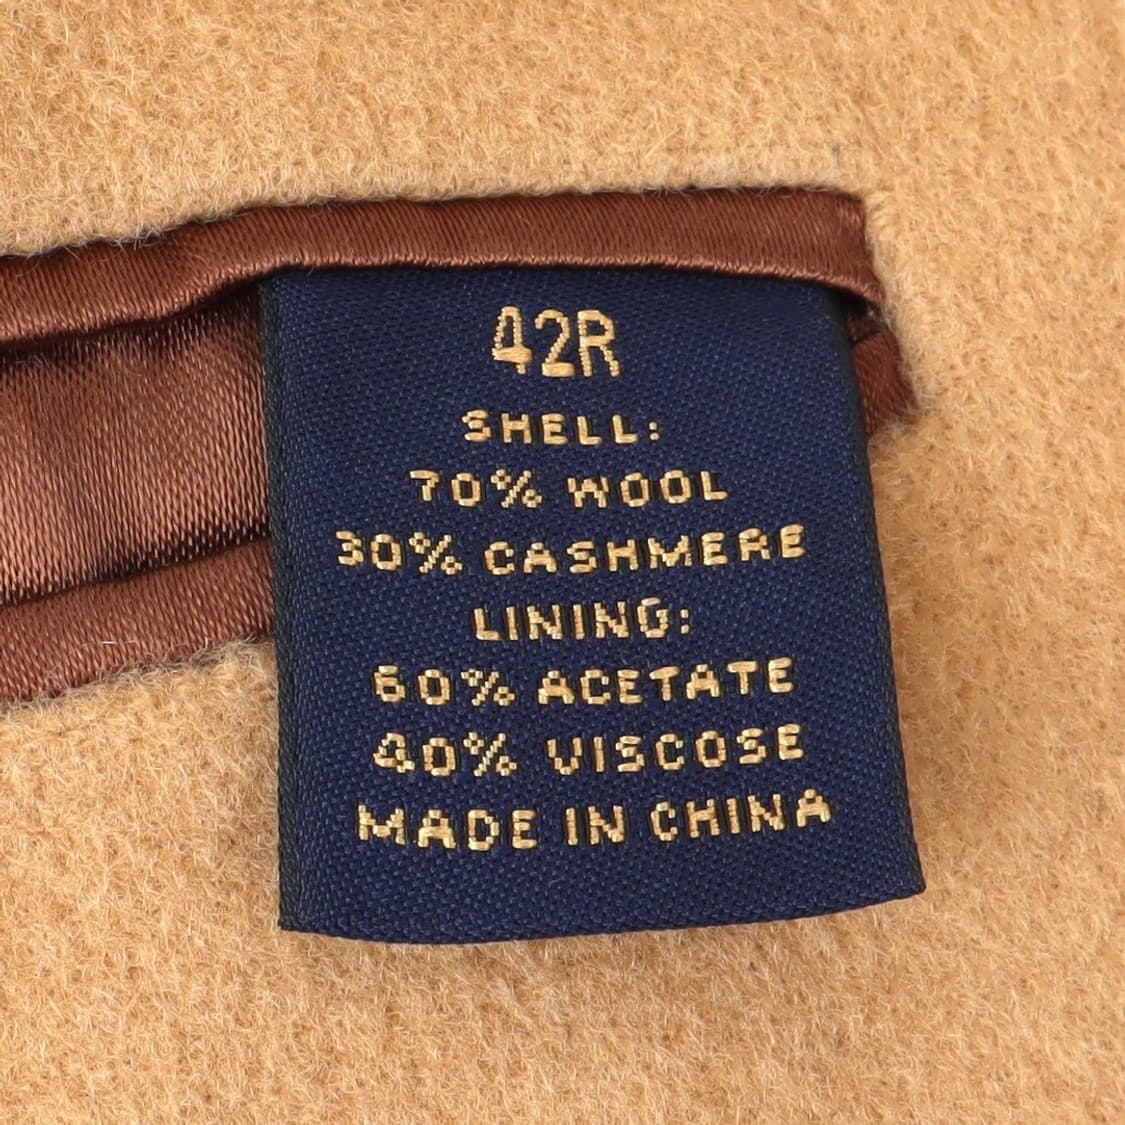 42R
SHELL:
70% WOOL
30% CASHMERE
LINING:
60% ACETATE
40% VISCOSE
MADE IN CHINA